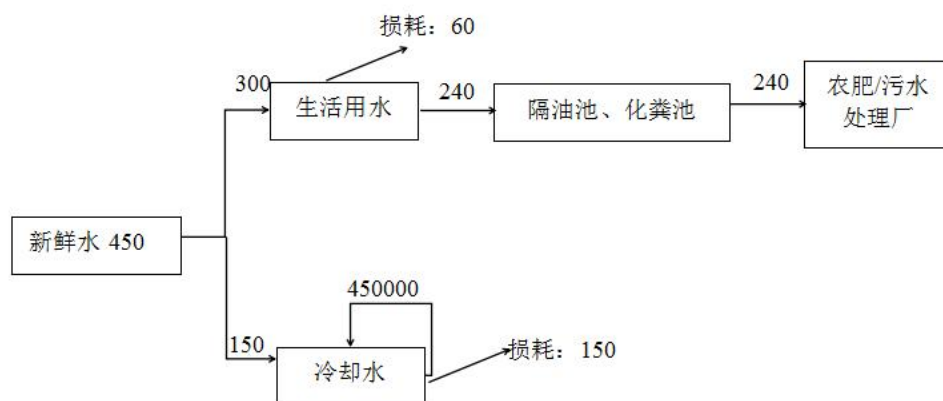 损耗：60
300
生活用水
240
隔油池、化粪池
240
农肥/污水
处理厂
新鲜水 450
450000
150
冷却水
损耗：150